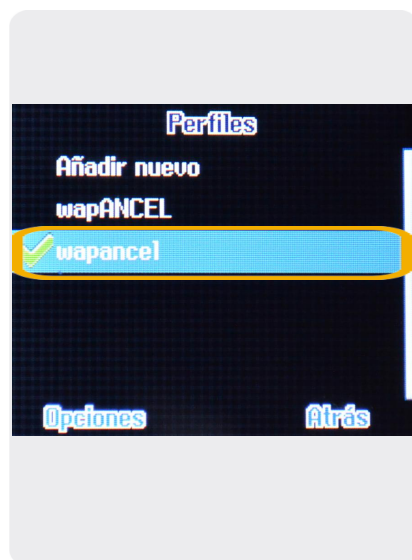 Perfiles
Añadir nuevo
wapANCEL
wapancel
Opciones
Atrás